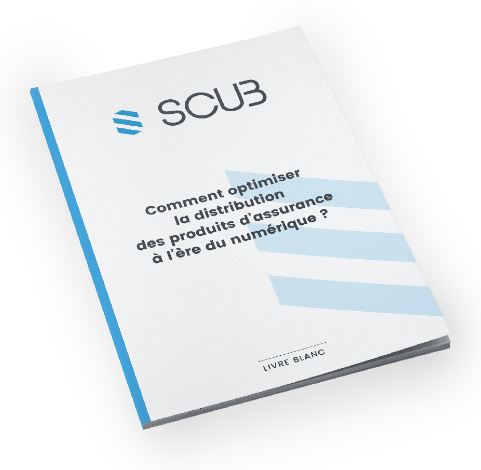 SCUB
Comment optimiser
la distribution
des produits d'assurance
à l'ère du numérique ?
LIVRE BLANC